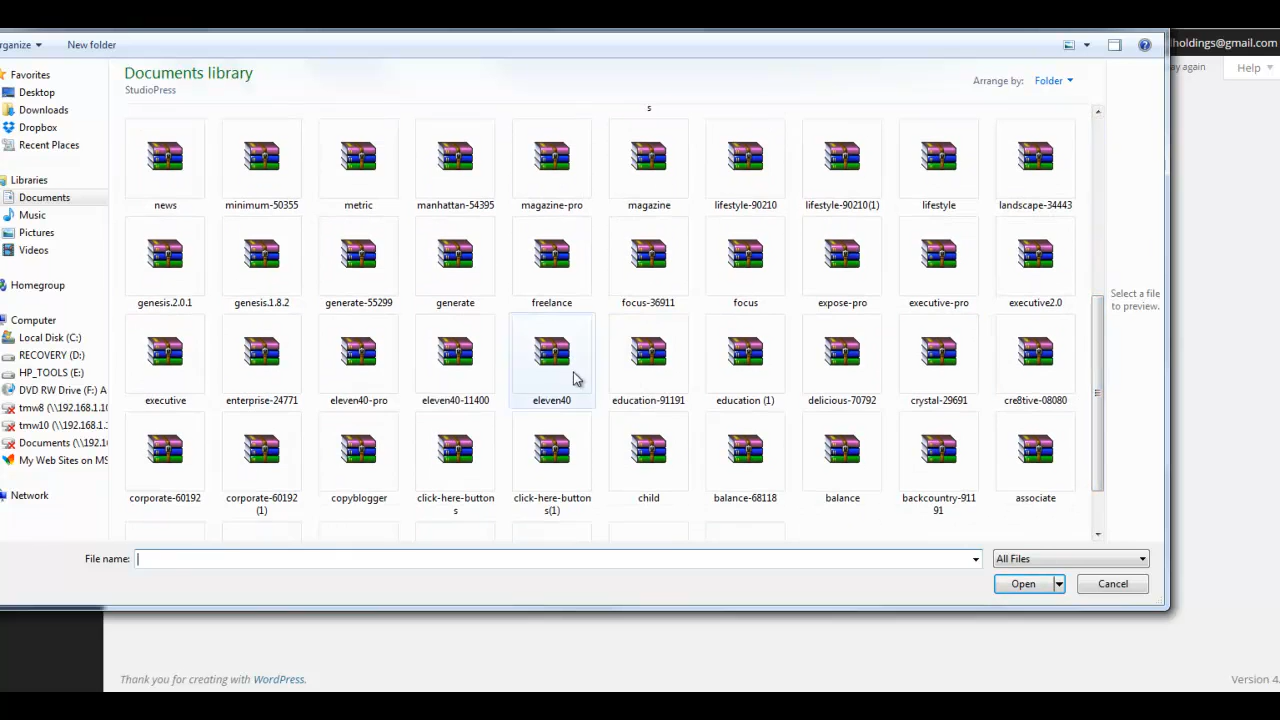 rganize
New folder
holdings@gmail.com
ay again
Help
Favorites
Desktop
Downloads
Dropbox
Recent Places
Libraries
Documents
Music
Pictures
Videos
Homegroup
Computer
Local Disk (C:)
RECOVERY (D:)
HP_TOOLS (E:)
DVD RW Drive (F:) A
tmw8 (\\192.168.1.10
tmw10 (\\192.168.1.
Documents (\\192.1
My Web Sites on MS
Network
Documents library
StudioPress
Arrange by: Folder
s
news minimum-50355 metric manhattan-54395 magazine-pro magazine lifestyle-90210 lifestyle-90210(1) lifestyle landscape-34443
genesis.2.0.1 genesis.1.8.2 generate-55299 generate freelance focus-36911 focus expose-pro executive-pro executive2.0
executive enterprise-24771 eleven40-pro eleven40-11400 eleven40 education-91191 education (1) delicious-70792 crystal-29691 cre8tive-08080
corporate-60192 corporate-60192 copyblogger click-here-button click-here-button child balance-68118 balance backcountry-911 associate
(1) s s(1) 91
Select a file
to preview.
File name:
All Files
Open
Cancel
Thank you for creating with WordPress.
Version 4.